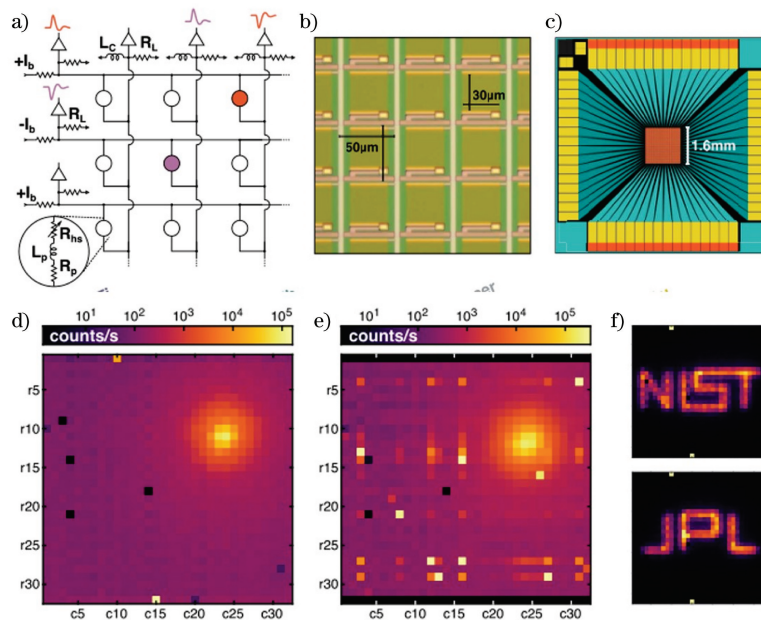 a)
+I_b
L_C
R_L
-I_b
R_L
+I_b
R_hs
L_p
R_p
b)
30μm
50μm
c)
1.6mm
d)
10^1 10^2 10^3 10^4 10^5
counts/s
r5
r10
r15
r20
r25
r30
c5 c10 c15 c20 c25 c30
e)
10^1 10^2 10^3 10^4 10^5
counts/s
r5
r10
r15
r20
r25
r30
c5 c10 c15 c20 c25 c30
f)
NIST
JPL